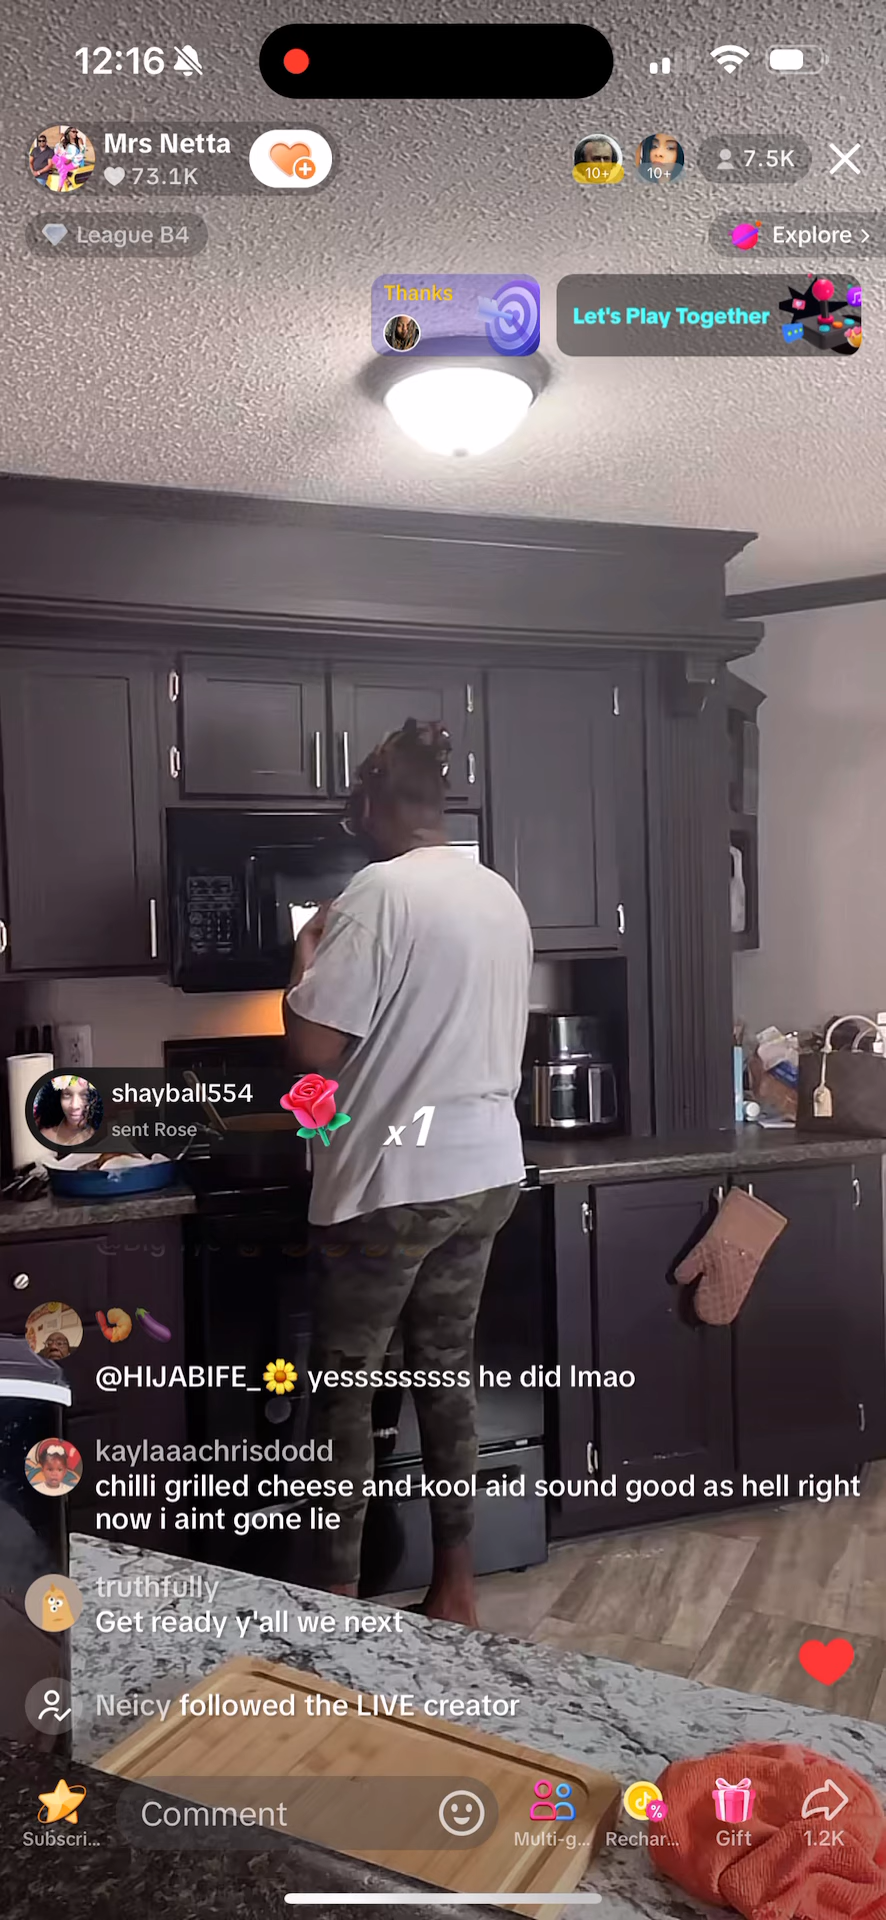 12:16
Mrs Netta
73.1K
10+
10+
7.5K
League B4
Explore >
Thanks
Let's Play Together
shayball554
sent Rose
x1
@HIJABIFE_🌼 yesssssssss he did lmao
kaylaaachrisdodd
chilli grilled cheese and kool aid sound good as hell right
now i aint gone lie
truthfully
Get ready y'all we next
Neicy followed the LIVE creator
Subscri...
Comment
Multi-g...
Rechar...
Gift
1.2K